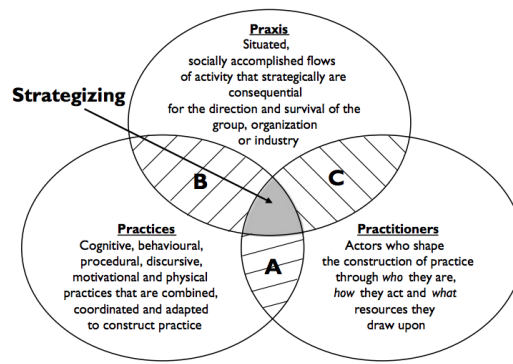 Praxis
Situated,
socially accomplished flows
of activity that strategically are
consequential
for the direction and survival of the
group, organization
or industry
Strategizing
B
C
Practices
Cognitive, behavioural,
procedural, discursive,
motivational and physical
practices that are combined,
coordinated and adapted
to construct practice
A
Practitioners
Actors who shape
the construction of practice
through who they are,
how they act and what
resources they
draw upon